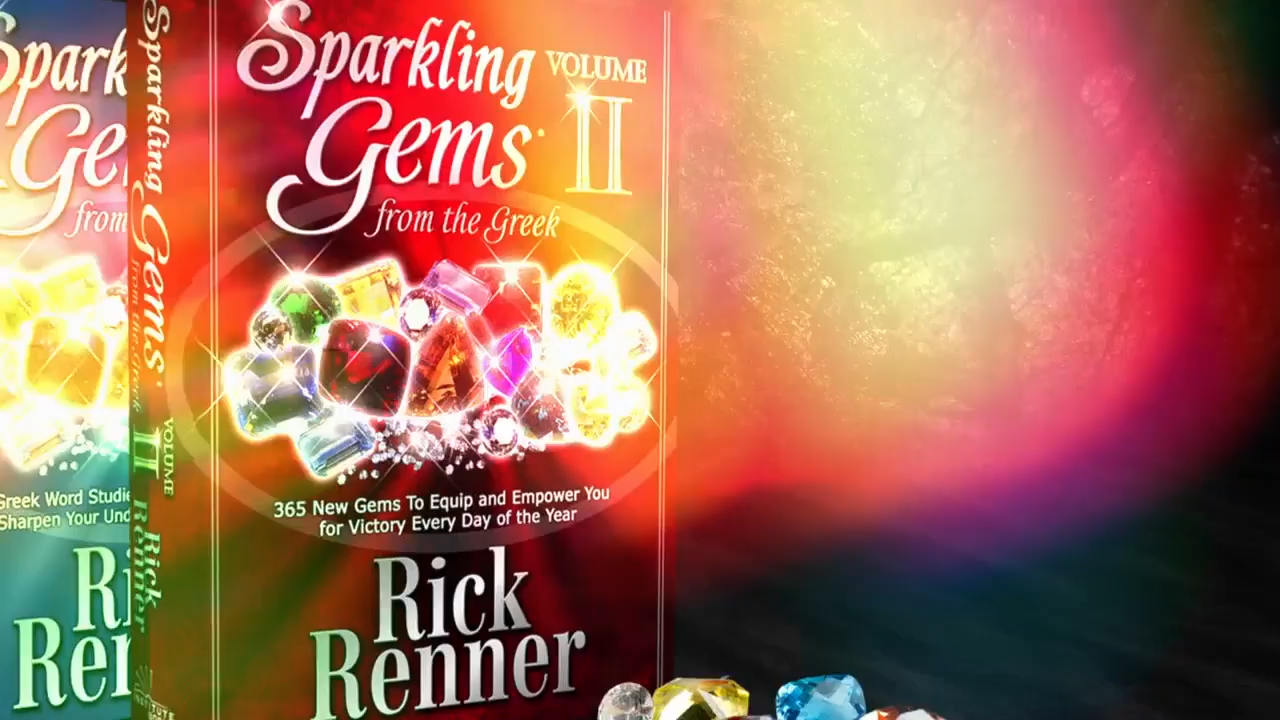 Spark
Ge
from
Greek Word Studie
Sharpen Your Und
Ri
Ren
Sparkling Gems from the Greek
VOLUME II
Rick Renner
Sparkling
VOLUME
II
Gems
from the Greek
365 New Gems To Equip and Empower You
for Victory Every Day of the Year
Rick
Renner